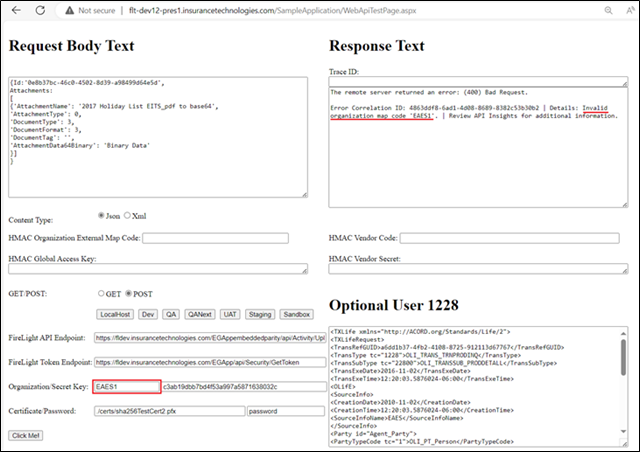 Not secure | flt-dev12-pres1.insurancetechnologies.com/SampleApplication/WebApiTestPage.aspx
Request Body Text
{Id:'0e8b37bc-46c0-4502-8d39-a98499d64e5d',
Attachments:
[
{'AttachmentName': '2017 Holiday List EITS_pdf to base64',
'AttachmentType': 0,
'DocumentType': 3,
'DocumentFormat': 3,
'DocumentTag': '',
'AttachmentData64Binary': 'Binary Data'
}]
}
Response Text
Trace ID:
The remote server returned an error: (400) Bad Request.
Error Correlation ID: 4863ddf8-6ad1-4d08-8689-8382c53b30b2 | Details: Invalid
organization map code 'EAES1'. | Review API Insights for additional information.
Content Type:
Json Xml
HMAC Organization External Map Code:
HMAC Vendor Code:
HMAC Global Access Key:
HMAC Vendor Secret:
GET/POST:
GET POST
LocalHost Dev QA QANext UAT Staging Sandbox
FireLight API Endpoint: https://fldev.insurancetechnologies.com/EGAppembeddedparity/api/Activity/Upl
FireLight Token Endpoint: https://fldev.insurancetechnologies.com/EGApp/api/Security/GetToken
Organization/Secret Key: EAES1 c3ab19dbb7bd4f53a997a5871638032c
Certificate/Password: /certs/sha256TestCert2.pfx password
Click Me!
Optional User 1228
<TXLife xmlns="http://ACORD.org/Standards/Life/2">
<TXLifeRequest>
<TransRefGUID>a6dd1b37-4fb2-4108-8725-912113d67767</TransRefGUID>
<TransType tc="1228">OLI_TRANS_TRNPRODINQ</TransType>
<TransSubType tc="22800">OLI_TRANSSUB_PRODDETALL</TransSubType>
<TransExeDate>2016-11-02</TransExeDate>
<TransExeTime>12:20:03.5876024-06:00</TransExeTime>
<OLifE>
<SourceInfo>
<CreationDate>2010-11-02</CreationDate>
<CreationTime>12:20:03.5876024-06:00</CreationTime>
<SourceInfoName>EAES</SourceInfoName>
</SourceInfo>
<Party id="Agent_Party">
<PartyTypeCode tc="1">OLI_PT_Person</PartyTypeCode>